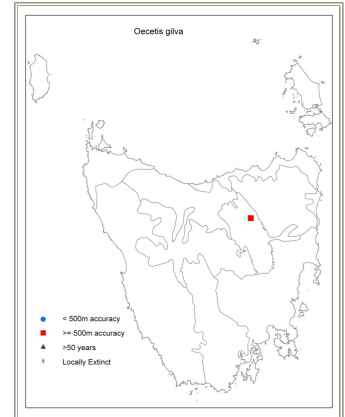 Oecetis gilva
< 500m accuracy
>= 500m accuracy
>50 years
Locally Extinct